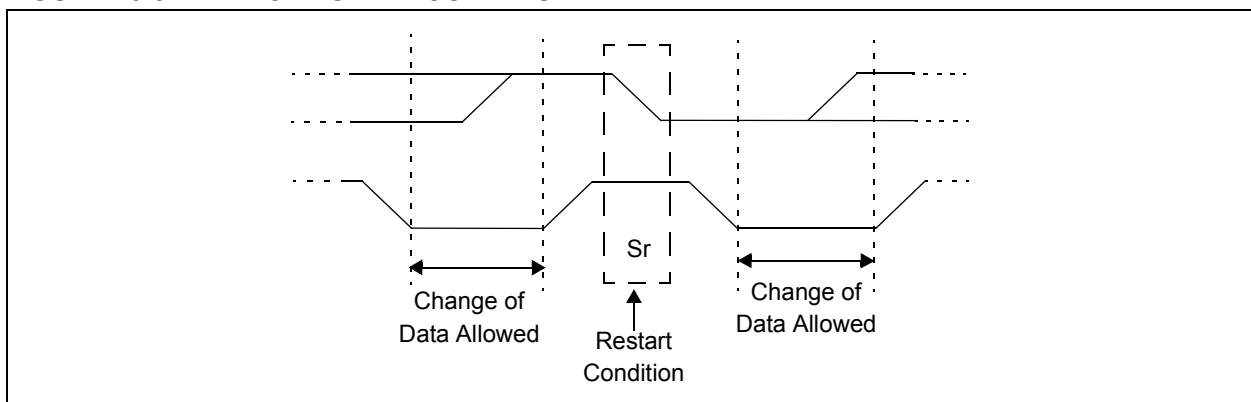 Sr
Change of
Data Allowed
Restart
Condition
Change of
Data Allowed